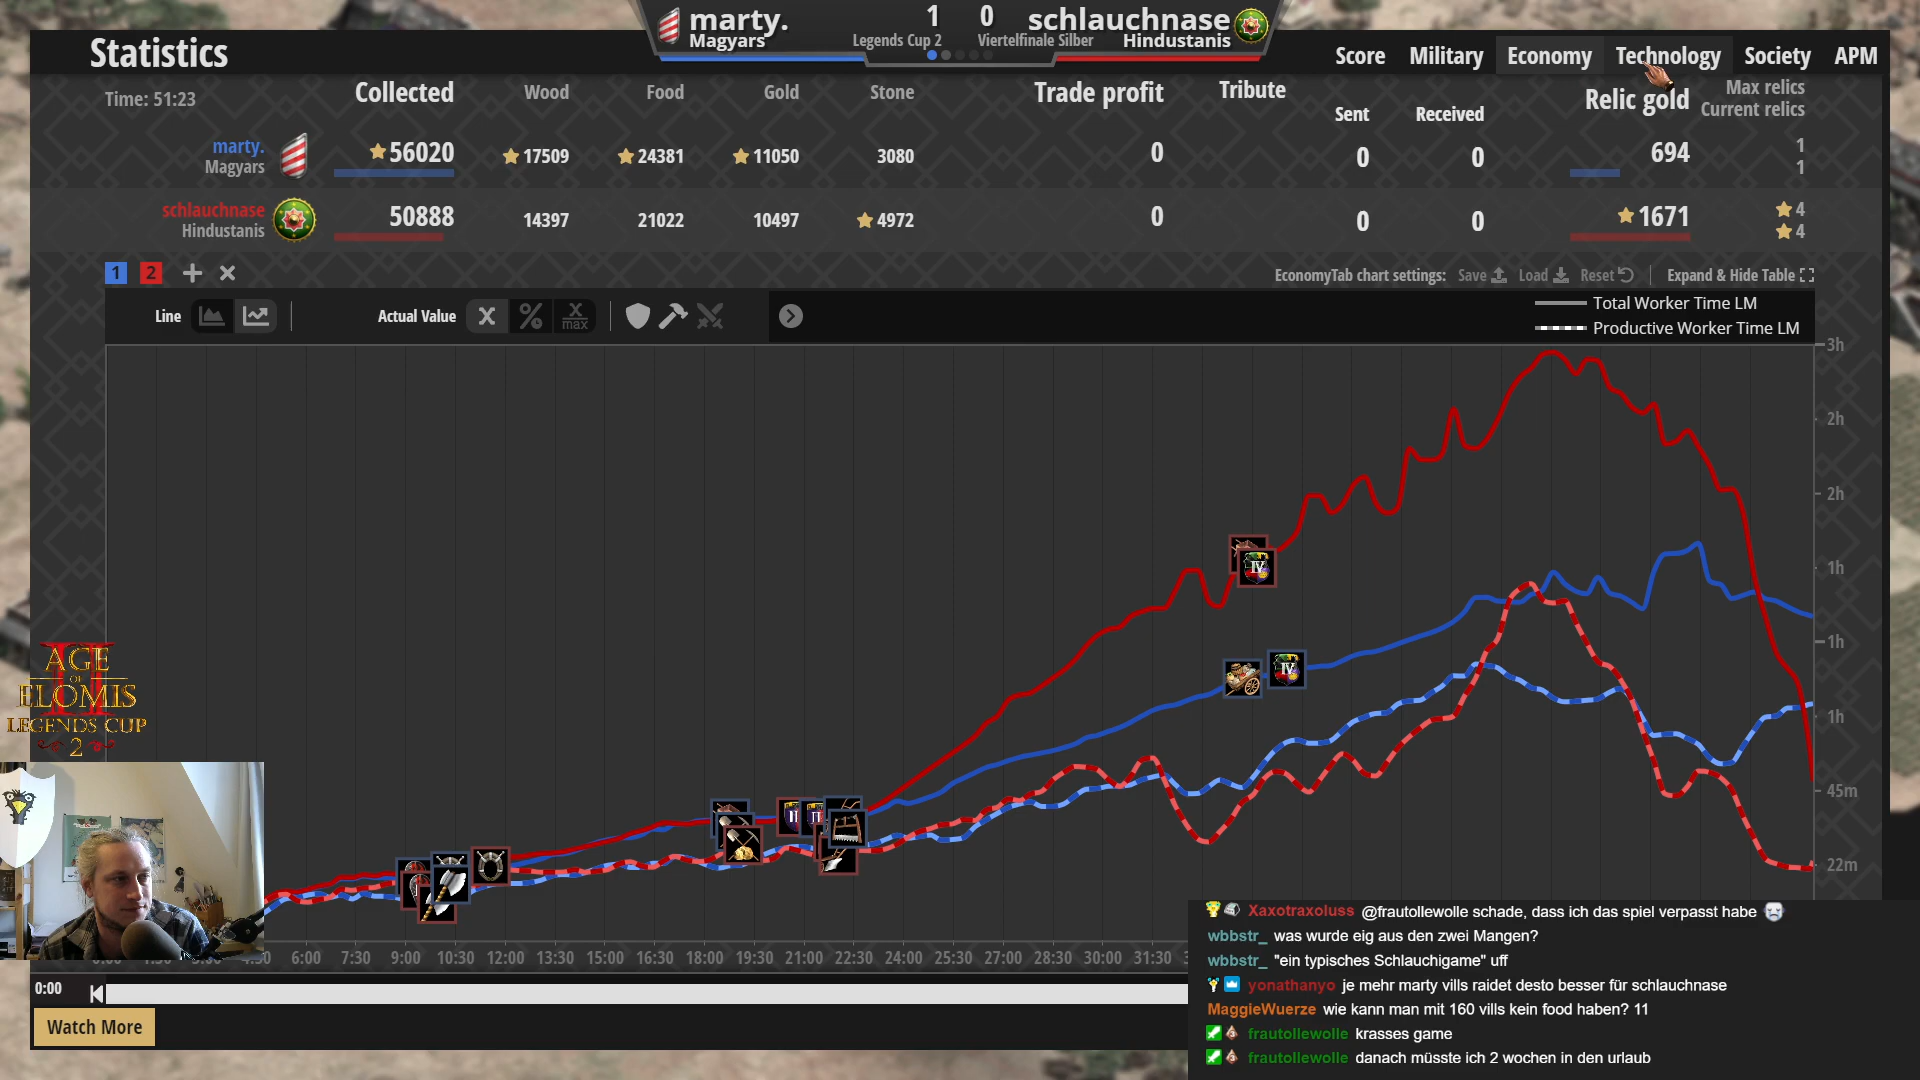 marty.
Magyars
1
0
schlauchnase
Hindustanis
Legends Cup 2
Viertelfinale Silber
Statistics
Score
Military
Economy
Technology
Society
APM
Time: 51:23
Collected
Wood
Food
Gold
Stone
Trade profit
Tribute
Sent
Received
Relic gold
Max relics
Current relics
marty.
Magyars
56020
17509
24381
11050
3080
0
0
0
694
1
1
schlauchnase
Hindustanis
50888
14397
21022
10497
4972
0
0
0
1671
4
4
1
2
EconomyTab chart settings:
Save
Load
Reset
Expand & Hide Table
Line
Actual Value
X
%
X
max
Total Worker Time LM
Productive Worker Time LM
3h
2h
2h
1h
1h
1h
45m
22m
IV
IV
AGE
OF
ELOMIS
LEGENDS CUP
2
4:30
6:00
7:30
9:00
10:30
12:00
13:30
15:00
16:30
18:00
19:30
21:00
22:30
24:00
25:30
27:00
28:30
30:00
31:30
0:00
Watch More
Xaxotraxoluss @frautollewolle schade, dass ich das spiel verpasst habe
wbbstr_ was wurde eig aus den zwei Mangen?
wbbstr_ "ein typisches Schlauchigame" uff
yonathanyo je mehr marty vills raidet desto besser für schlauchnase
MaggieWuerze wie kann man mit 160 vills kein food haben? 11
frautollewolle krasses game
frautollewolle danach müsste ich 2 wochen in den urlaub